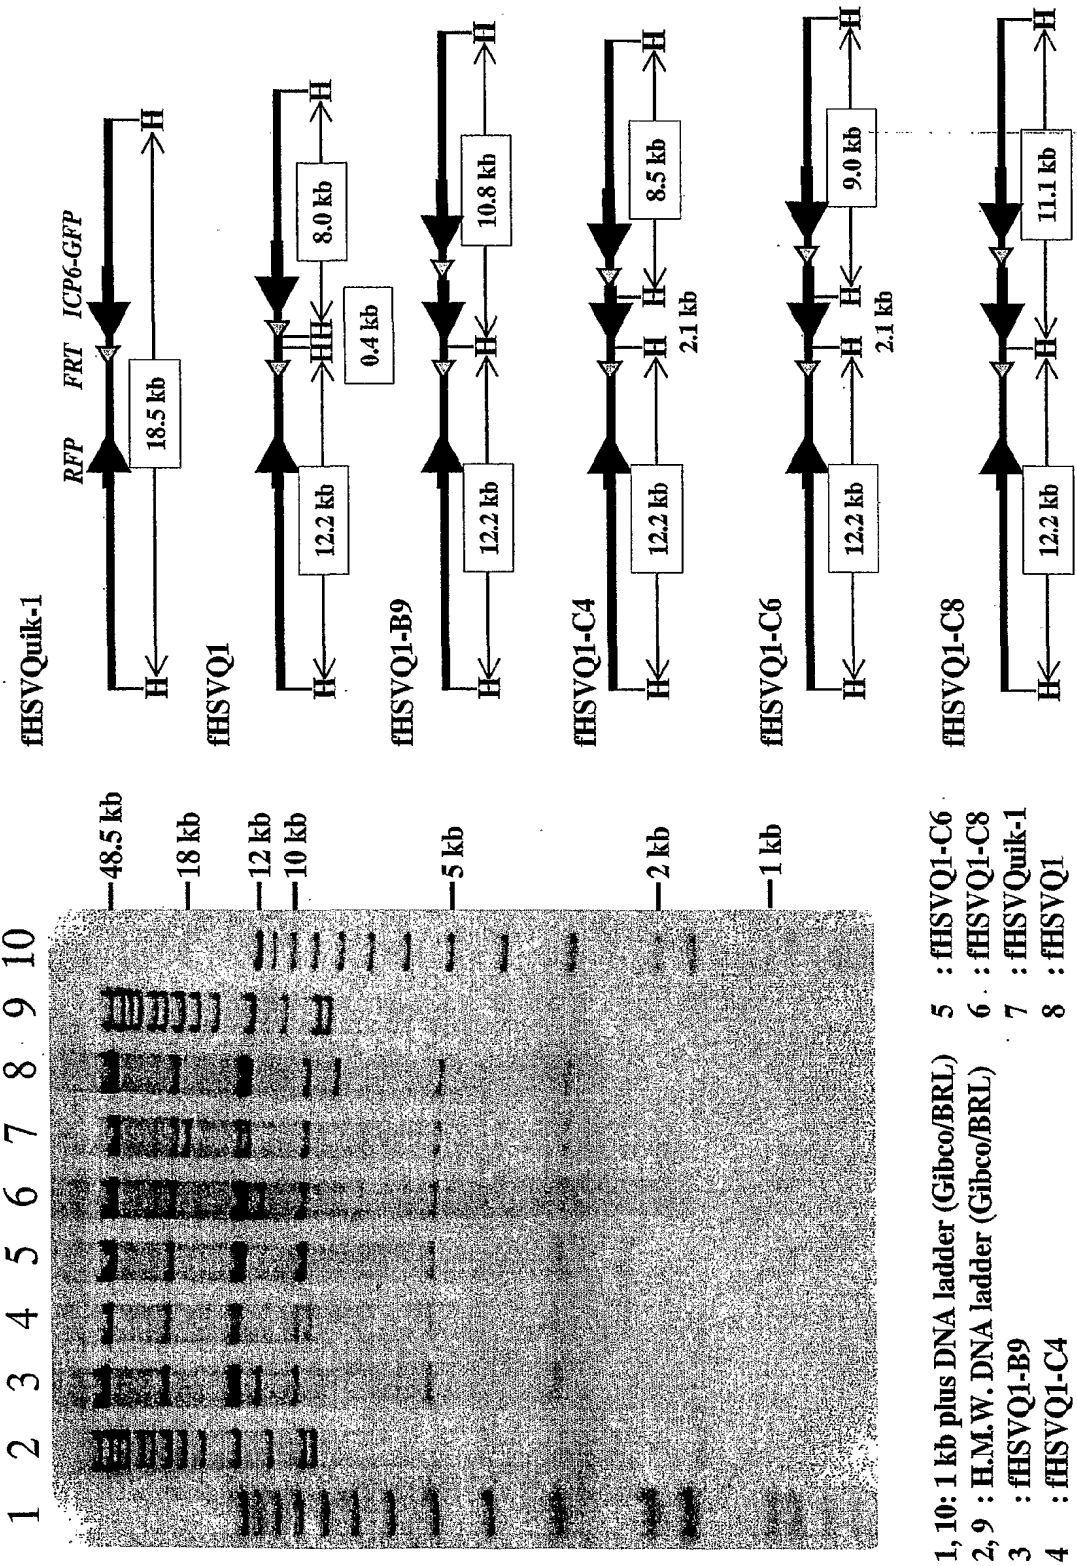 1 2 3 4 5 6 7 8 9 10
48.5 kb
18 kb
12 kb
10 kb
5 kb
2 kb
1 kb
1, 10: 1 kb plus DNA ladder (Gibco/BRL)
2, 9 : H.M.W. DNA ladder (Gibco/BRL)
3 : fHSVQ1-B9
4 : fHSVQ1-C4
5 : fHSVQ1-C6
6 : fHSVQ1-C8
7 : fHSVQuik-1
8 : fHSVQ1
fHSVQuik-1
RFP FRT ICP6-GFP
H H
18.5 kb
fHSVQ1
H H H H
12.2 kb 8.0 kb
0.4 kb
fHSVQ1-B9
H H H
12.2 kb 10.8 kb
fHSVQ1-C4
H H H H
12.2 kb 2.1 kb 8.5 kb
fHSVQ1-C6
H H H H
12.2 kb 2.1 kb 9.0 kb
fHSVQ1-C8
H H H
12.2 kb 11.1 kb